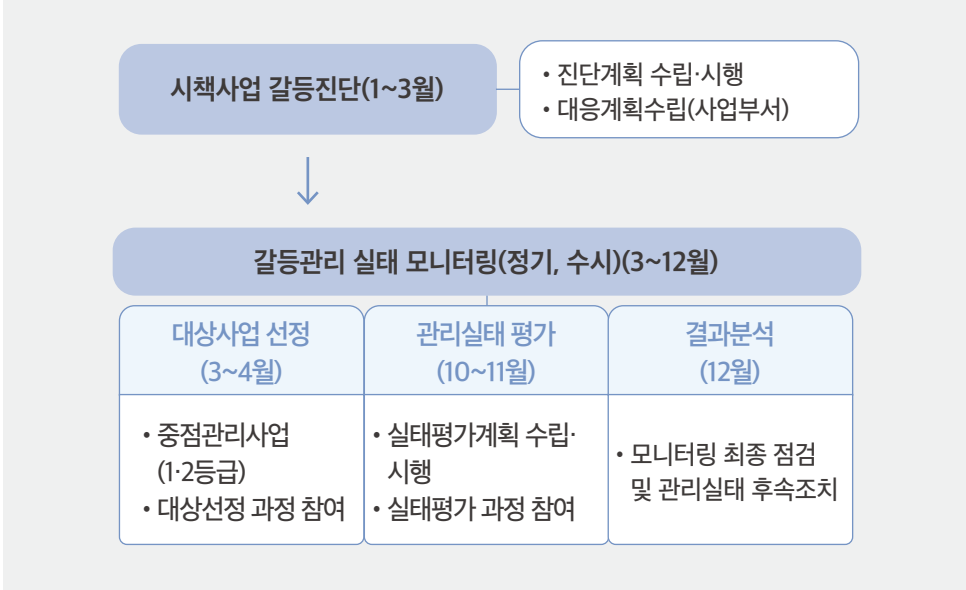 시책사업 갈등진단(1~3월)
• 진단계획 수립·시행
• 대응계획수립(사업부서)
갈등관리 실태 모니터링(정기, 수시)(3~12월)
대상사업 선정
(3~4월)
• 중점관리사업
(1·2등급)
• 대상선정 과정 참여
관리실태 평가
(10~11월)
• 실태평가계획 수립·
시행
• 실태평가 과정 참여
결과분석
(12월)
• 모니터링 최종 점검
및 관리실태 후속조치